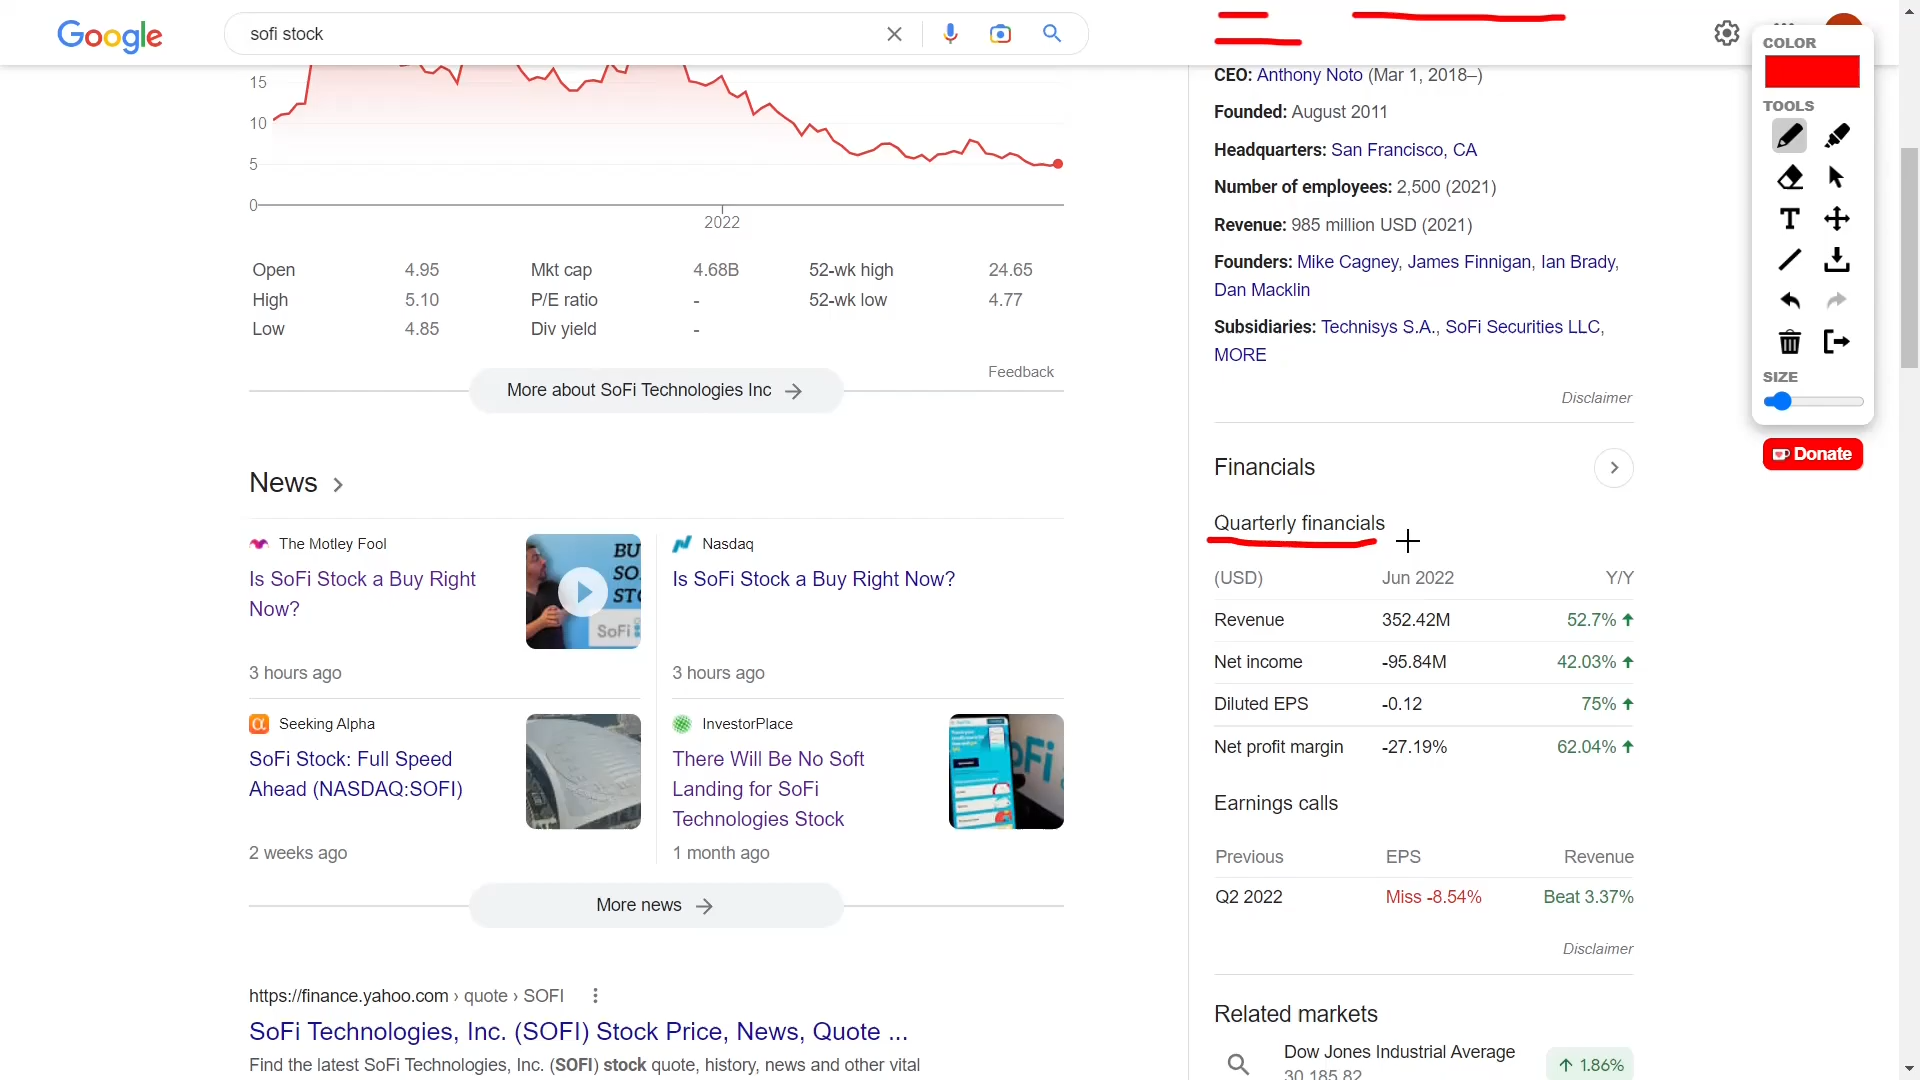 Google
sofi stock
COLOR
TOOLS
SIZE
Donate
15
10
5
0
2022
Open 4.95 Mkt cap 4.68B 52-wk high 24.65
High 5.10 P/E ratio - 52-wk low 4.77
Low 4.85 Div yield -
Feedback
More about SoFi Technologies Inc
News
The Motley Fool
Is SoFi Stock a Buy Right
Now?
3 hours ago
BU
SO
STO
SoFi
Nasdaq
Is SoFi Stock a Buy Right Now?
3 hours ago
Seeking Alpha
SoFi Stock: Full Speed
Ahead (NASDAQ:SOFI)
2 weeks ago
InvestorPlace
There Will Be No Soft
Landing for SoFi
Technologies Stock
1 month ago
More news
https://finance.yahoo.com › quote › SOFI
SoFi Technologies, Inc. (SOFI) Stock Price, News, Quote ...
Find the latest SoFi Technologies, Inc. (SOFI) stock quote, history, news and other vital
CEO: Anthony Noto (Mar 1, 2018–)
Founded: August 2011
Headquarters: San Francisco, CA
Number of employees: 2,500 (2021)
Revenue: 985 million USD (2021)
Founders: Mike Cagney, James Finnigan, Ian Brady,
Dan Macklin
Subsidiaries: Technisys S.A., SoFi Securities LLC,
MORE
Disclaimer
Financials
Quarterly financials
(USD) Jun 2022 Y/Y
Revenue 352.42M 52.7%
Net income -95.84M 42.03%
Diluted EPS -0.12 75%
Net profit margin -27.19% 62.04%
Earnings calls
Previous EPS Revenue
Q2 2022 Miss -8.54% Beat 3.37%
Disclaimer
Related markets
Dow Jones Industrial Average
30,185.82
1.86%